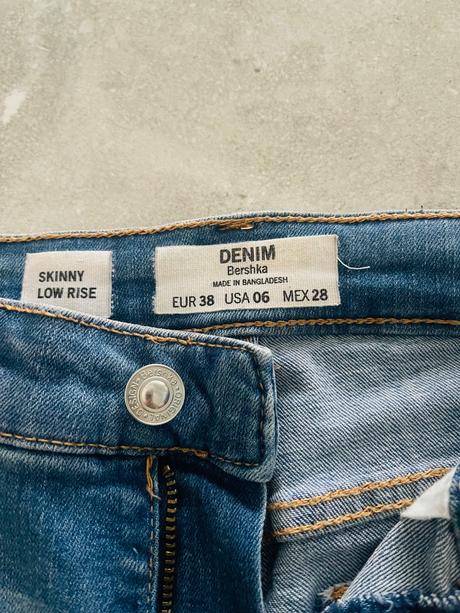 SKINNY
LOW RISE
DENIM
Bershka
MADE IN BANGLADESH
EUR 38 USA 06 MEX 28